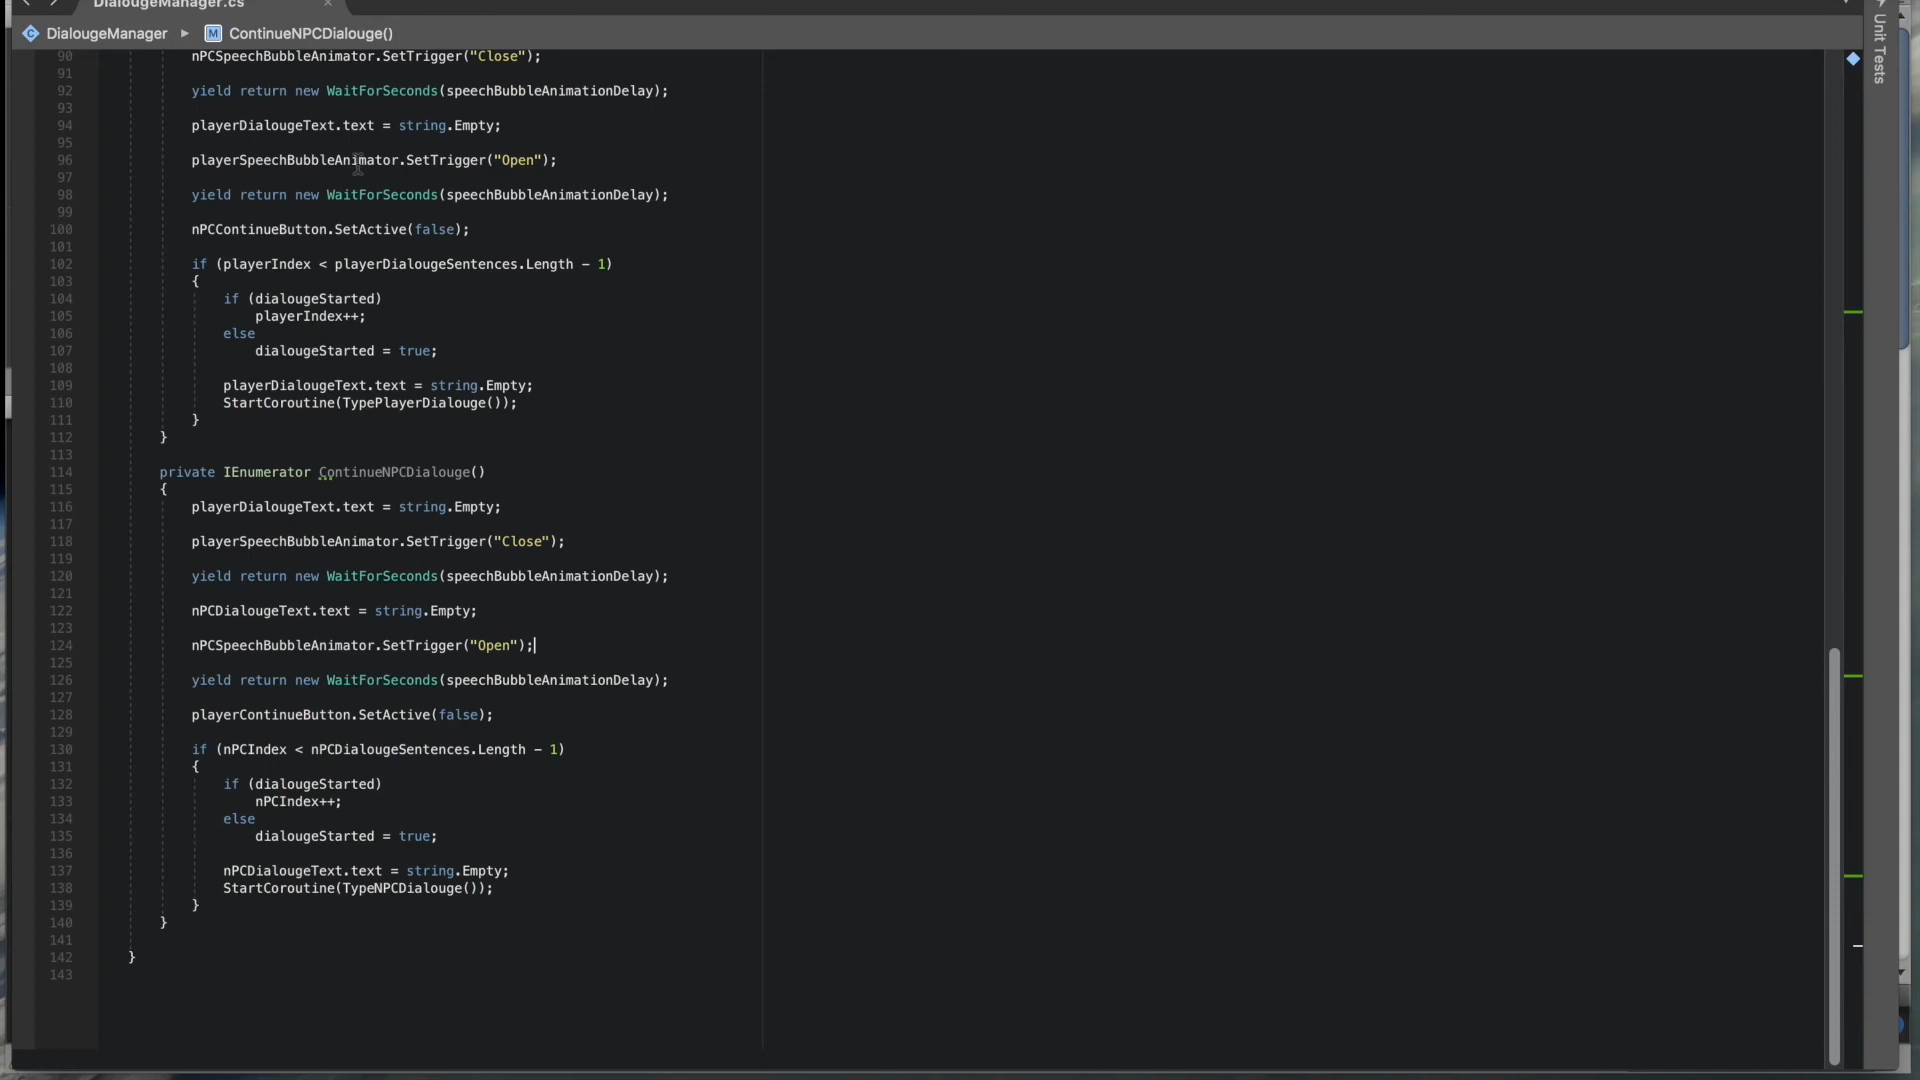 DialougeManager.cs
DialougeManager ContinueNPCDialouge()
Unit Tests
90 nPCSpeechBubbleAnimator.SetTrigger("Close");
91
92 yield return new WaitForSeconds(speechBubbleAnimationDelay);
93
94 playerDialougeText.text = string.Empty;
95
96 playerSpeechBubbleAnimator.SetTrigger("Open");
97
98 yield return new WaitForSeconds(speechBubbleAnimationDelay);
99
100 nPCContinueButton.SetActive(false);
101
102 if (playerIndex < playerDialougeSentences.Length - 1)
103 {
104 if (dialougeStarted)
105 playerIndex++;
106 else
107 dialougeStarted = true;
108
109 playerDialougeText.text = string.Empty;
110 StartCoroutine(TypePlayerDialouge());
111 }
112 }
113
114 private IEnumerator ContinueNPCDialouge()
115 {
116 playerDialougeText.text = string.Empty;
117
118 playerSpeechBubbleAnimator.SetTrigger("Close");
119
120 yield return new WaitForSeconds(speechBubbleAnimationDelay);
121
122 nPCDialougeText.text = string.Empty;
123
124 nPCSpeechBubbleAnimator.SetTrigger("Open");
125
126 yield return new WaitForSeconds(speechBubbleAnimationDelay);
127
128 playerContinueButton.SetActive(false);
129
130 if (nPCIndex < nPCDialougeSentences.Length - 1)
131 {
132 if (dialougeStarted)
133 nPCIndex++;
134 else
135 dialougeStarted = true;
136
137 nPCDialougeText.text = string.Empty;
138 StartCoroutine(TypeNPCDialouge());
139 }
140 }
141
142 }
143